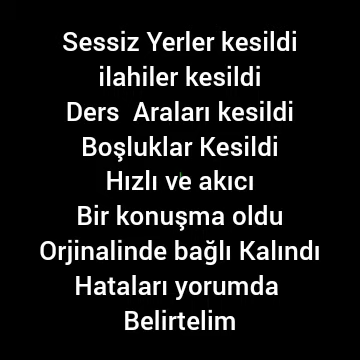 Sessiz Yerler kesildi
ilahiler kesildi
Ders  Araları kesildi
Boşluklar Kesildi
Hızlı ve akıcı
Bir konuşma oldu
Orjinalinde bağlı Kalındı
Hataları yorumda
Belirtelim